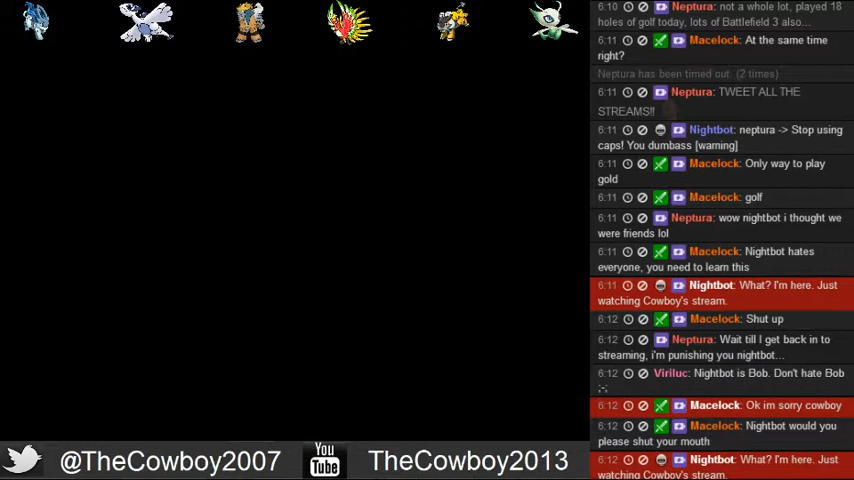 6:10 Neptura: not a whole lot, played 18
holes of golf today, lots of Battlefield 3 also...
6:11 Macelock: At the same time
right?
Neptura has been timed out. (2 times)
6:11 Neptura: TWEET ALL THE
STREAMS!!
6:11 Nightbot: neptura -> Stop using
caps! You dumbass [warning]
6:11 Macelock: Only way to play
gold
6:11 Macelock: golf
6:11 Neptura: wow nightbot i thought we
were friends lol
6:11 Macelock: Nightbot hates
everyone, you need to learn this
6:11 Nightbot: What? I'm here. Just
watching Cowboy's stream.
6:12 Macelock: Shut up
6:12 Neptura: Wait till I get back in to
streaming, i'm punishing you nightbot...
6:12 Viriluc: Nightbot is Bob. Don't hate Bob
;-;
6:12 Macelock: Ok im sorry cowboy
6:12 Macelock: Nightbot would you
please shut your mouth
6:12 Nightbot: What? I'm here. Just
watching Cowboy's stream.
@TheCowboy2007
You
Tube
TheCowboy2013